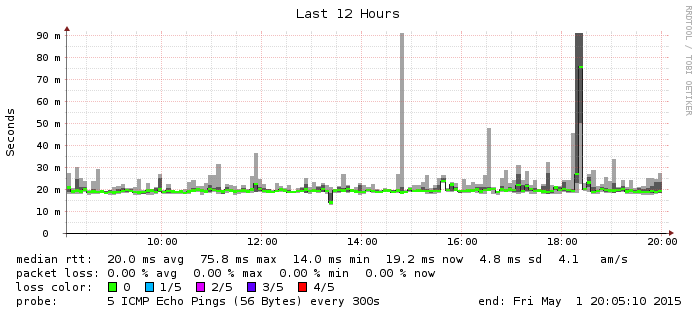 Last 12 Hours
RRDTOOL / TOBI OETIKER
Seconds
90 m
80 m
70 m
60 m
50 m
40 m
30 m
20 m
10 m
0
10:00 12:00 14:00 16:00 18:00 20:00
median rtt: 20.0 ms avg 75.8 ms max 14.0 ms min 19.2 ms now 4.8 ms sd 4.1 am/s
packet loss: 0.00 % avg 0.00 % max 0.00 % min 0.00 % now
loss color: 0 1/5 2/5 3/5 4/5
probe: 5 ICMP Echo Pings (56 Bytes) every 300s end: Fri May 1 20:05:10 2015